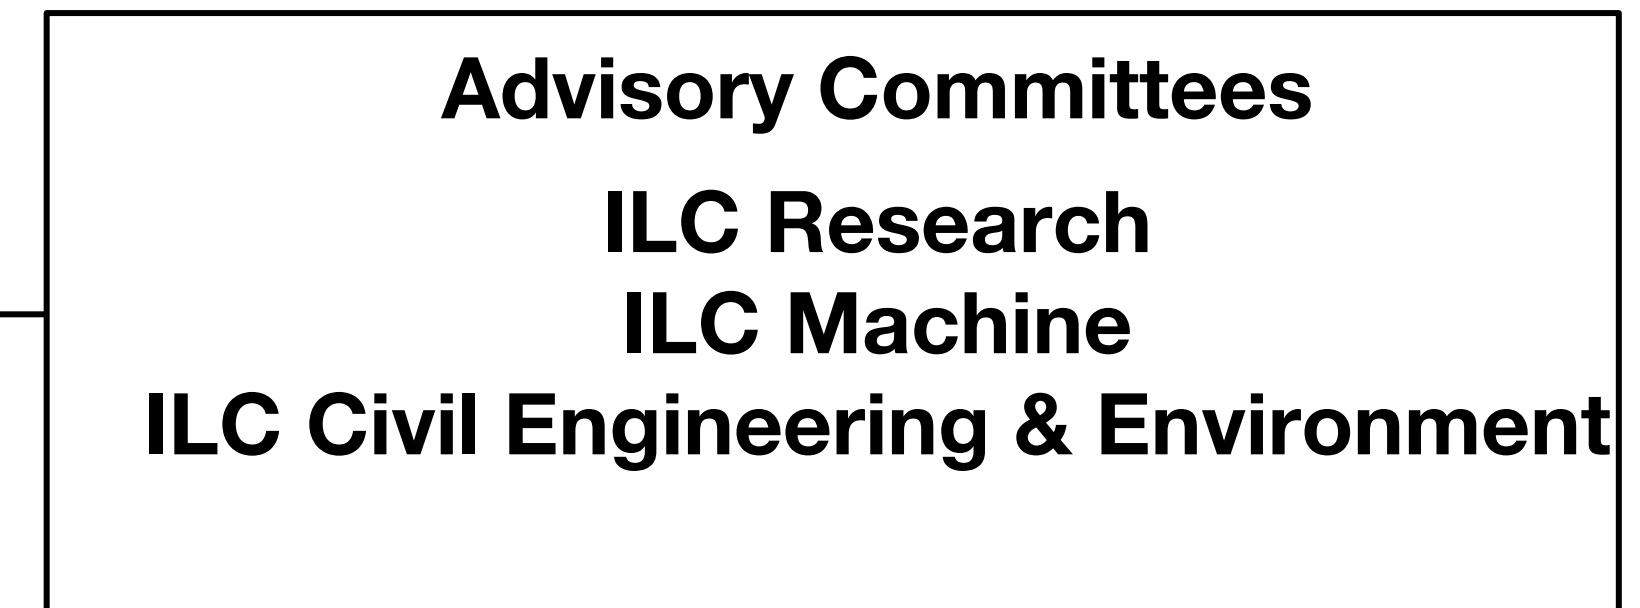 Advisory Committees
ILC Research
ILC Machine
ILC Civil Engineering & Environment